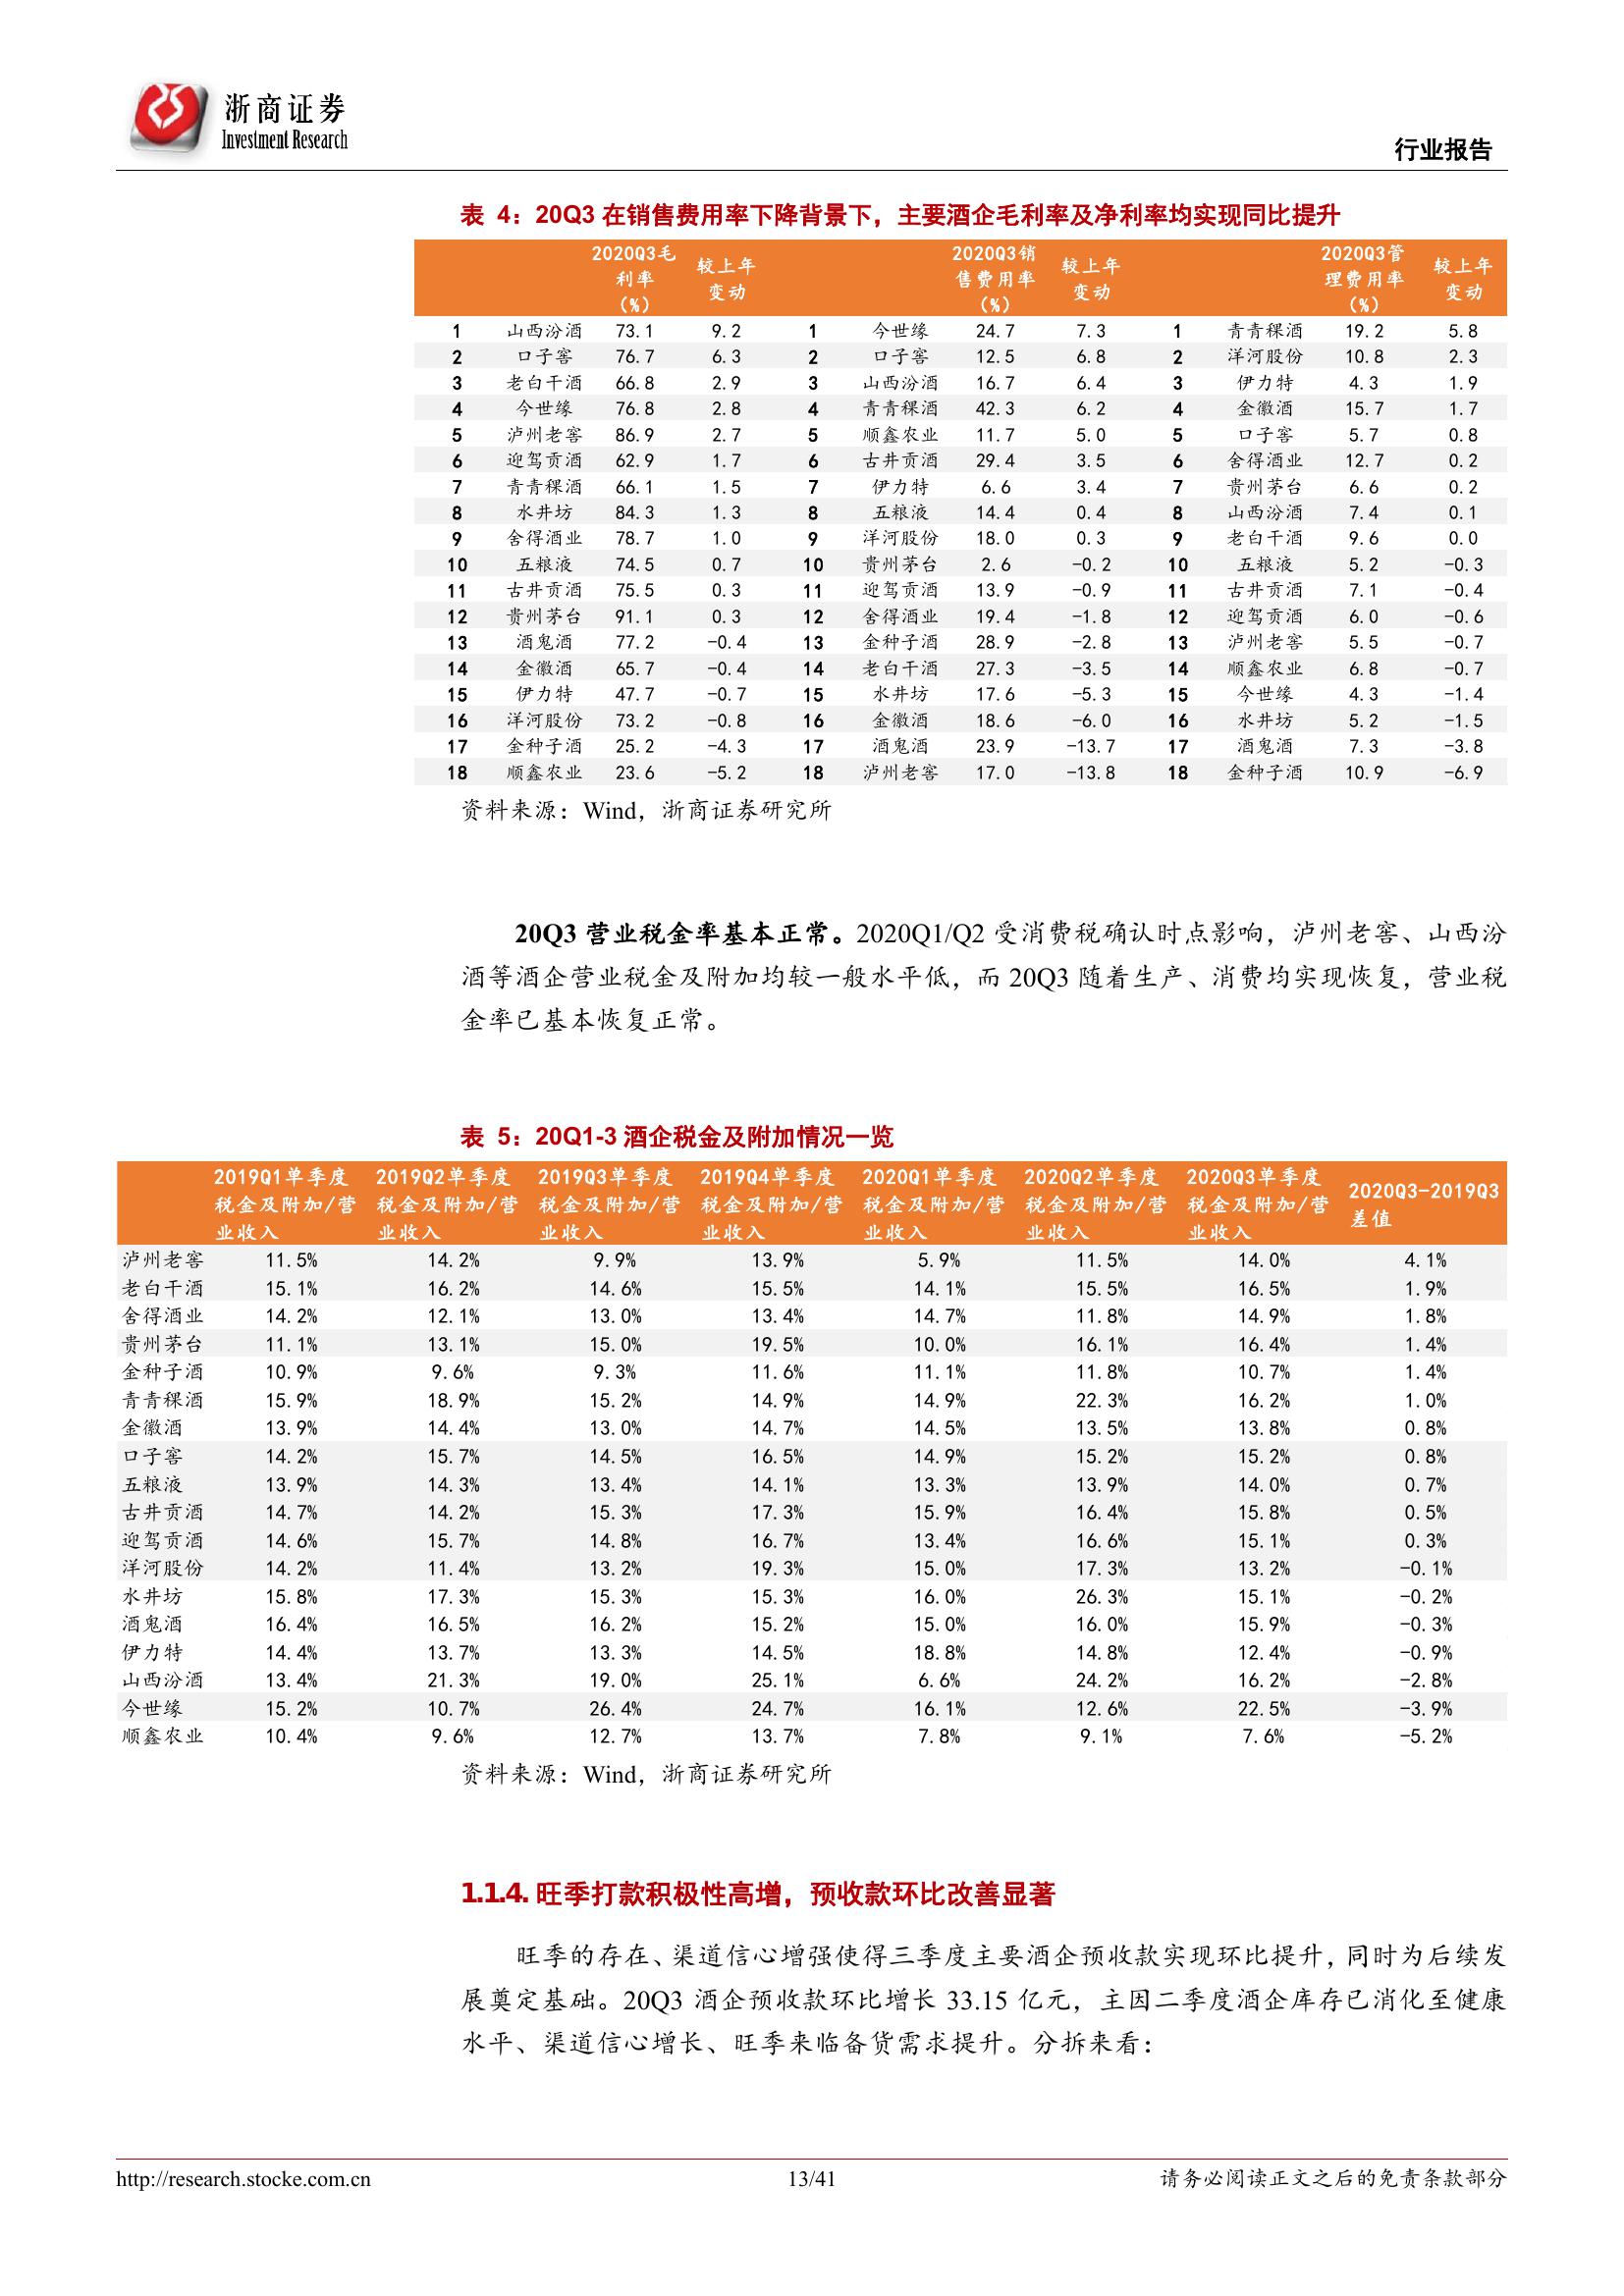 浙商证券
Investment Research
行业报告
表 4：20Q3 在销售费用率下降背景下，主要酒企毛利率及净利率均实现同比提升
2020Q3毛利率（%） 较上年变动 2020Q3销售费用率（%） 较上年变动 2020Q3管理费用率（%） 较上年变动
1 山西汾酒 73.1 9.2 1 今世缘 24.7 7.3 1 青青稞酒 19.2 5.8
2 口子窖 76.7 6.3 2 口子窖 12.5 6.8 2 洋河股份 10.8 2.3
3 老白干酒 66.8 2.9 3 山西汾酒 16.7 6.4 3 伊力特 4.3 1.9
4 今世缘 76.8 2.8 4 青青稞酒 42.3 6.2 4 金徽酒 15.7 1.7
5 泸州老窖 86.9 2.7 5 顺鑫农业 11.7 5.0 5 口子窖 5.7 0.8
6 迎驾贡酒 62.9 1.7 6 古井贡酒 29.4 3.5 6 舍得酒业 12.7 0.2
7 青青稞酒 66.1 1.5 7 伊力特 6.6 3.4 7 贵州茅台 6.6 0.2
8 水井坊 84.3 1.3 8 五粮液 14.4 0.4 8 山西汾酒 7.4 0.1
9 舍得酒业 78.7 1.0 9 洋河股份 18.0 0.3 9 老白干酒 9.6 0.0
10 五粮液 74.5 0.7 10 贵州茅台 2.6 -0.2 10 五粮液 5.2 -0.3
11 古井贡酒 75.5 0.3 11 迎驾贡酒 13.9 -0.9 11 古井贡酒 7.1 -0.4
12 贵州茅台 91.1 0.3 12 舍得酒业 19.4 -1.8 12 迎驾贡酒 6.0 -0.6
13 酒鬼酒 77.2 -0.4 13 金种子酒 28.9 -2.8 13 泸州老窖 5.5 -0.7
14 金徽酒 65.7 -0.4 14 老白干酒 27.3 -3.5 14 顺鑫农业 6.8 -0.7
15 伊力特 47.7 -0.7 15 水井坊 17.6 -5.3 15 今世缘 4.3 -1.4
16 洋河股份 73.2 -0.8 16 金徽酒 18.6 -6.0 16 水井坊 5.2 -1.5
17 金种子酒 25.2 -4.3 17 酒鬼酒 23.9 -13.7 17 酒鬼酒 7.3 -3.8
18 顺鑫农业 23.6 -5.2 18 泸州老窖 17.0 -13.8 18 金种子酒 10.9 -6.9
资料来源：Wind，浙商证券研究所
20Q3 营业税金率基本正常。2020Q1/Q2 受消费税确认时点影响，泸州老窖、山西汾
酒等酒企营业税金及附加均较一般水平低，而 20Q3 随着生产、消费均实现恢复，营业税
金率已基本恢复正常。
表 5：20Q1-3 酒企税金及附加情况一览
2019Q1单季度税金及附加/营业收入 2019Q2单季度税金及附加/营业收入 2019Q3单季度税金及附加/营业收入 2019Q4单季度税金及附加/营业收入 2020Q1单季度税金及附加/营业收入 2020Q2单季度税金及附加/营业收入 2020Q3单季度税金及附加/营业收入 2020Q3-2019Q3差值
泸州老窖 11.5% 14.2% 9.9% 13.9% 5.9% 11.5% 14.0% 4.1%
老白干酒 15.1% 16.2% 14.6% 15.5% 14.1% 15.5% 16.5% 1.9%
舍得酒业 14.2% 12.1% 13.0% 13.4% 14.7% 11.8% 14.9% 1.8%
贵州茅台 11.1% 13.1% 15.0% 19.5% 10.0% 16.1% 16.4% 1.4%
金种子酒 10.9% 9.6% 9.3% 11.6% 11.1% 11.8% 10.7% 1.4%
青青稞酒 15.9% 18.9% 15.2% 14.9% 14.9% 22.3% 16.2% 1.0%
金徽酒 13.9% 14.4% 13.0% 14.7% 14.5% 13.5% 13.8% 0.8%
口子窖 14.2% 15.7% 14.5% 16.5% 14.9% 15.2% 15.2% 0.8%
五粮液 13.9% 14.3% 13.4% 14.1% 13.3% 13.9% 14.0% 0.7%
古井贡酒 14.7% 14.2% 15.3% 17.3% 15.9% 16.4% 15.8% 0.5%
迎驾贡酒 14.6% 15.7% 14.8% 16.7% 13.4% 16.6% 15.1% 0.3%
洋河股份 14.2% 11.4% 13.2% 19.3% 15.0% 17.3% 13.2% -0.1%
水井坊 15.8% 17.3% 15.3% 15.3% 16.0% 26.3% 15.1% -0.2%
酒鬼酒 16.4% 16.5% 16.2% 15.2% 15.0% 16.0% 15.9% -0.3%
伊力特 14.4% 13.7% 13.3% 14.5% 18.8% 14.8% 12.4% -0.9%
山西汾酒 13.4% 21.3% 19.0% 25.1% 6.6% 24.2% 16.2% -2.8%
今世缘 15.2% 10.7% 26.4% 24.7% 16.1% 12.6% 22.5% -3.9%
顺鑫农业 10.4% 9.6% 12.7% 13.7% 7.8% 9.1% 7.6% -5.2%
资料来源：Wind，浙商证券研究所
1.1.4. 旺季打款积极性高增，预收款环比改善显著
旺季的存在、渠道信心增强使得三季度主要酒企预收款实现环比提升，同时为后续发
展奠定基础。20Q3 酒企预收款环比增长 33.15 亿元，主因二季度酒企库存已消化至健康
水平、渠道信心增长、旺季来临备货需求提升。分拆来看：
http://research.stocke.com.cn
13/41
请务必阅读正文之后的免责条款部分